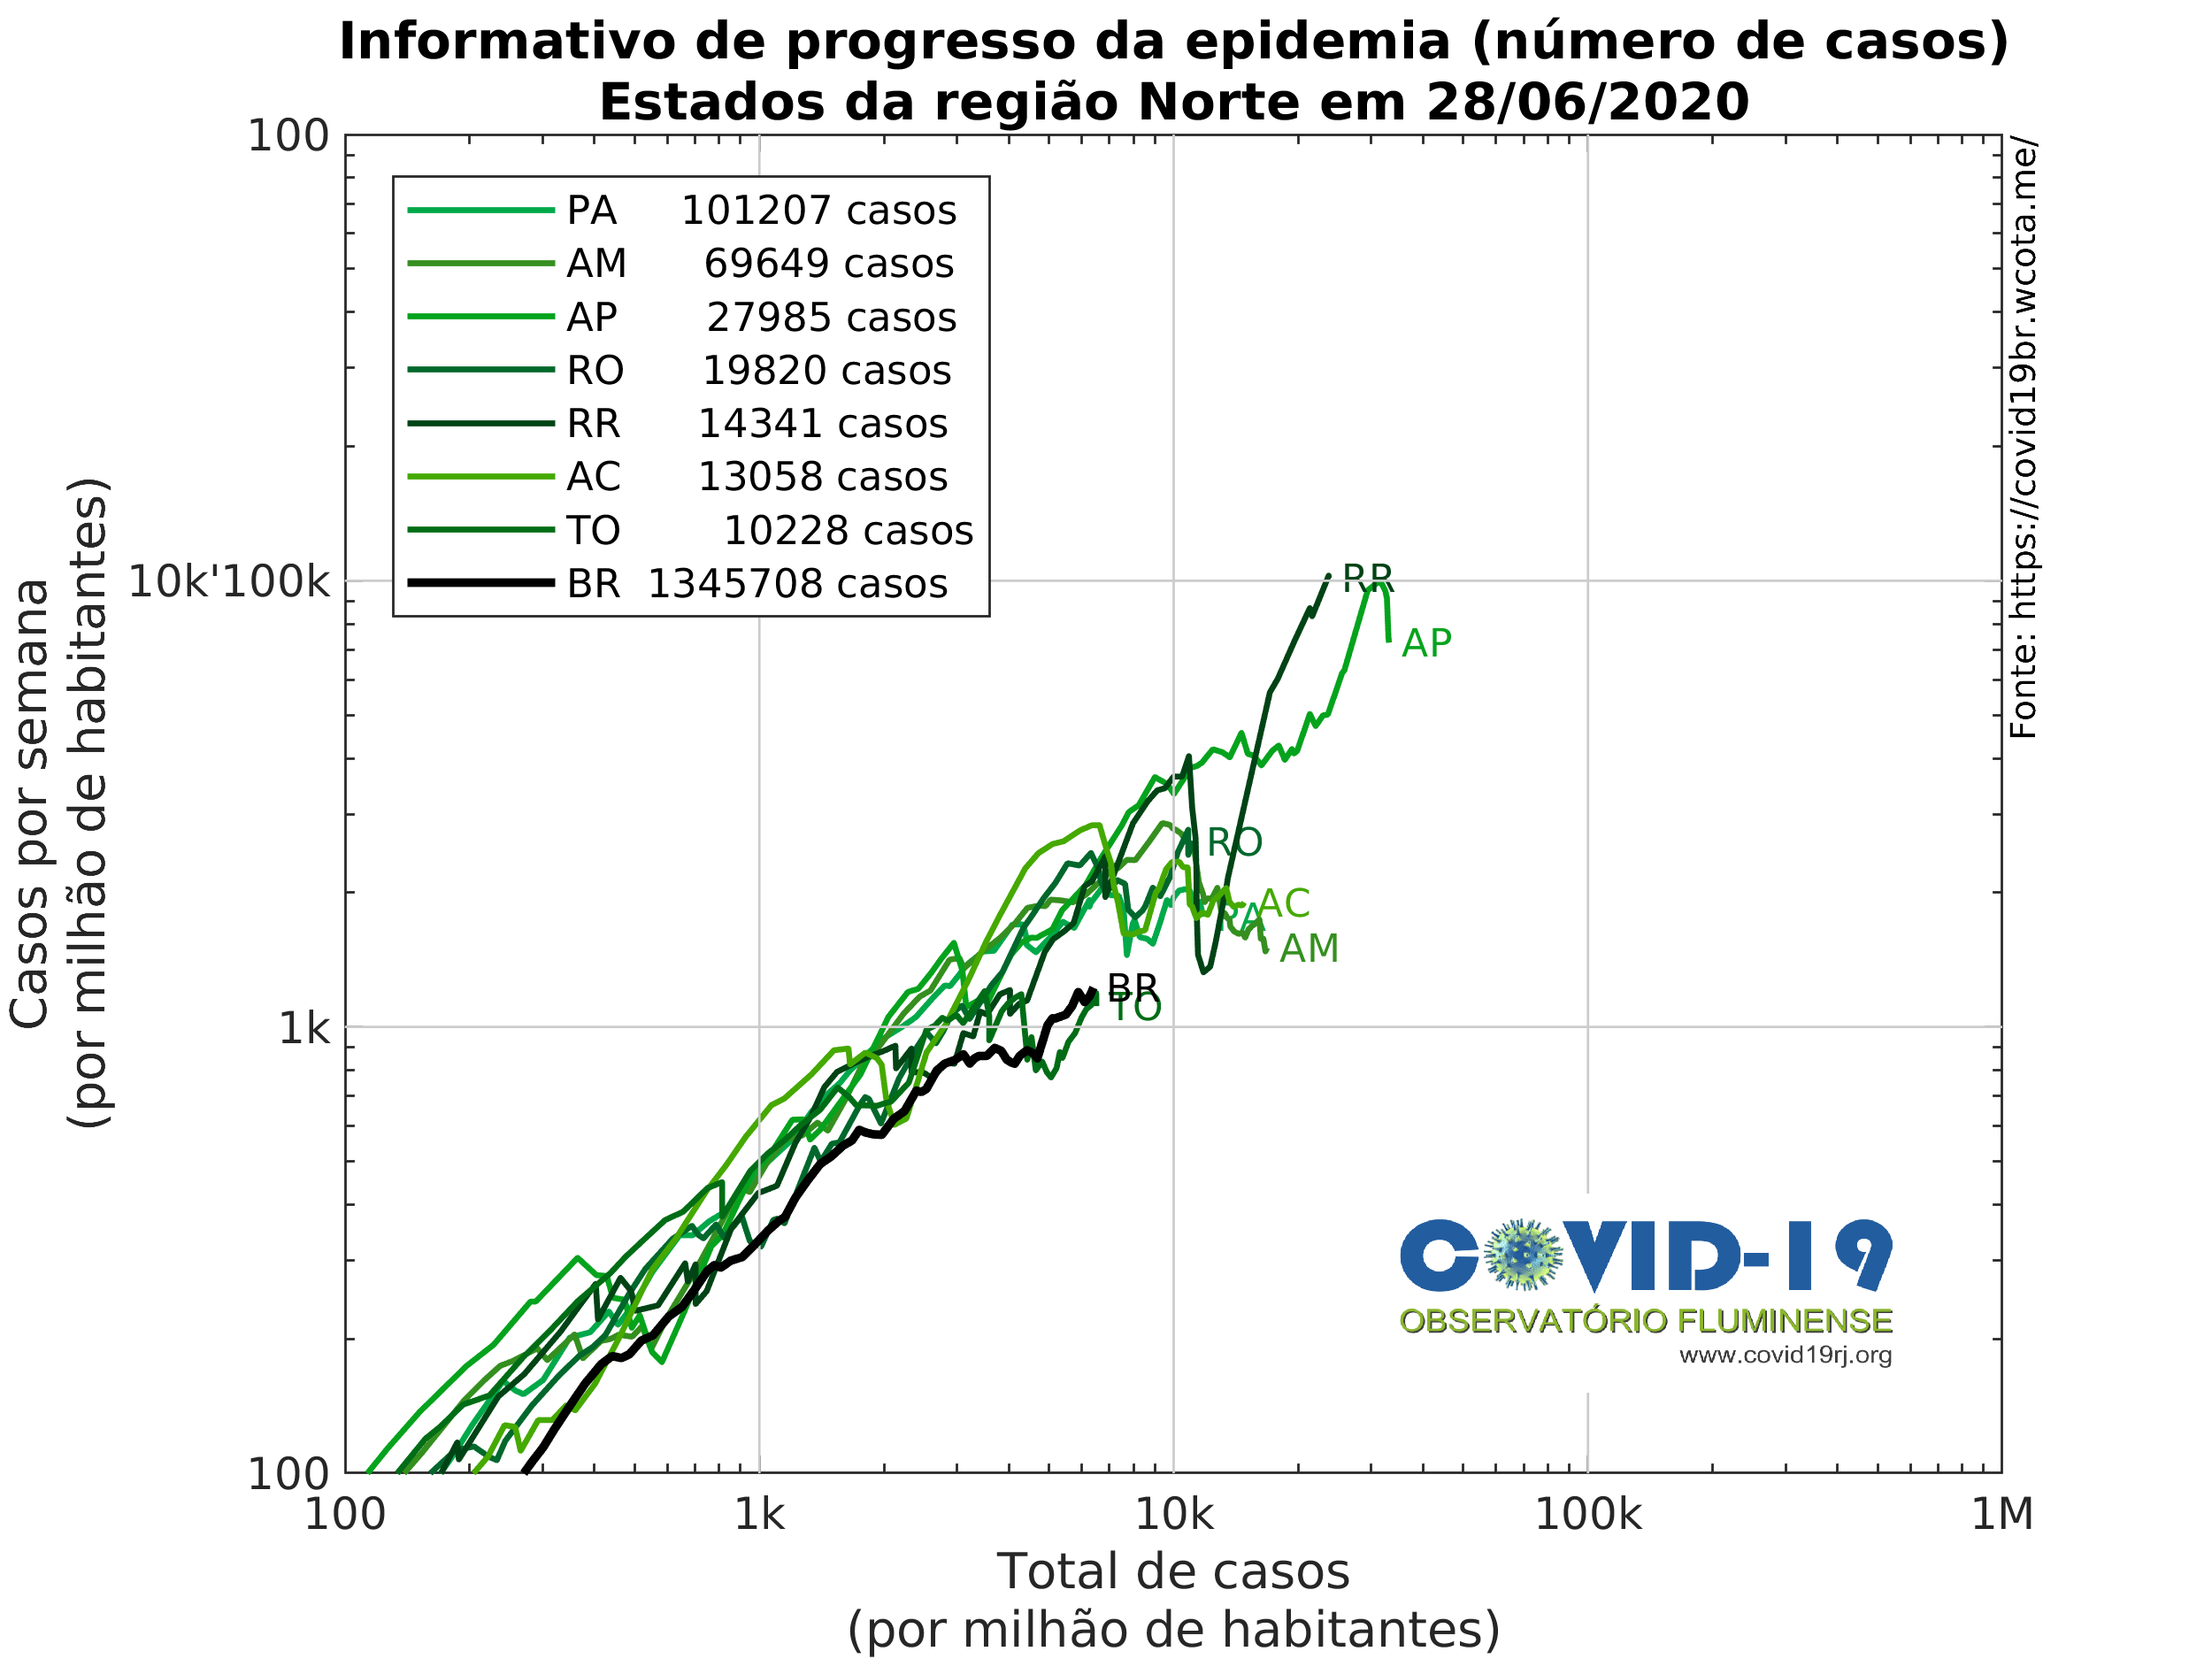 Informativo de progresso da epidemia (número de casos)
Estados da região Norte em 28/06/2020
100
10k'100k
1k
100
Casos por semana
(por milhão de habitantes)
PA 101207 casos
AM 69649 casos
AP 27985 casos
RO 19820 casos
RR 14341 casos
AC 13058 casos
TO 10228 casos
BR 1345708 casos
RR
AP
RO
PA
AC
AM
BR
TO
Fonte: https://covid19br.wcota.me/
COVID-19
OBSERVATÓRIO FLUMINENSE
www.covid19rj.org
100
1k
10k
100k
1M
Total de casos
(por milhão de habitantes)